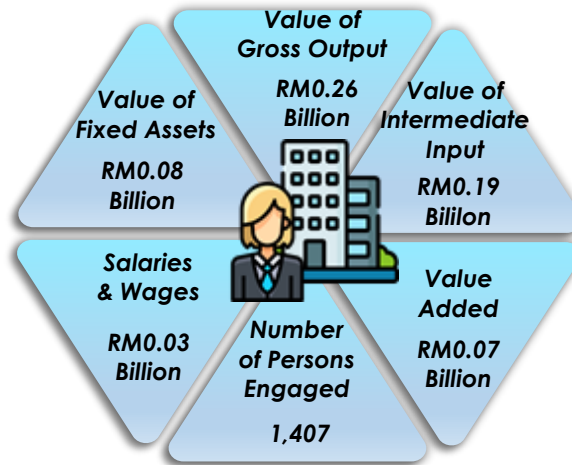 Value of
Gross Output
RM0.26
Billion
Value of
Fixed Assets
RM0.08
Billion
Value of
Intermediate
Input
RM0.19
Bililon
Salaries
& Wages
RM0.03
Billion
Number
of Persons
Engaged
1,407
Value
Added
RM0.07
Billion